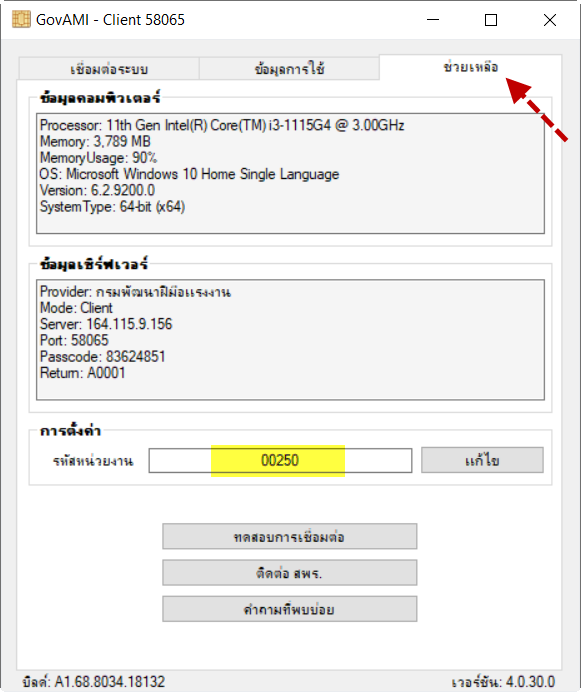 GovAMI - Client 58065
เชื่อมต่อระบบ
ข้อมูลการใช้
ช่วยเหลือ
ข้อมูลคอมพิวเตอร์
Processor: 11th Gen Intel(R) Core(TM) i3-1115G4 @ 3.00GHz
Memory: 3,789 MB
MemoryUsage: 90%
OS: Microsoft Windows 10 Home Single Language
Version: 6.2.9200.0
SystemType: 64-bit (x64)
ข้อมูลเซิร์ฟเวอร์
Provider: กรมพัฒนาฝีมือแรงงาน
Mode: Client
Server: 164.115.9.156
Port: 58065
Passcode: 83624851
Return: A0001
การตั้งค่า
รหัสหน่วยงาน 00250 แก้ไข
ทดสอบการเชื่อมต่อ
ติดต่อ สพร.
คำถามที่พบบ่อย
บิลด์: A1.68.8034.18132 เวอร์ชัน: 4.0.30.0